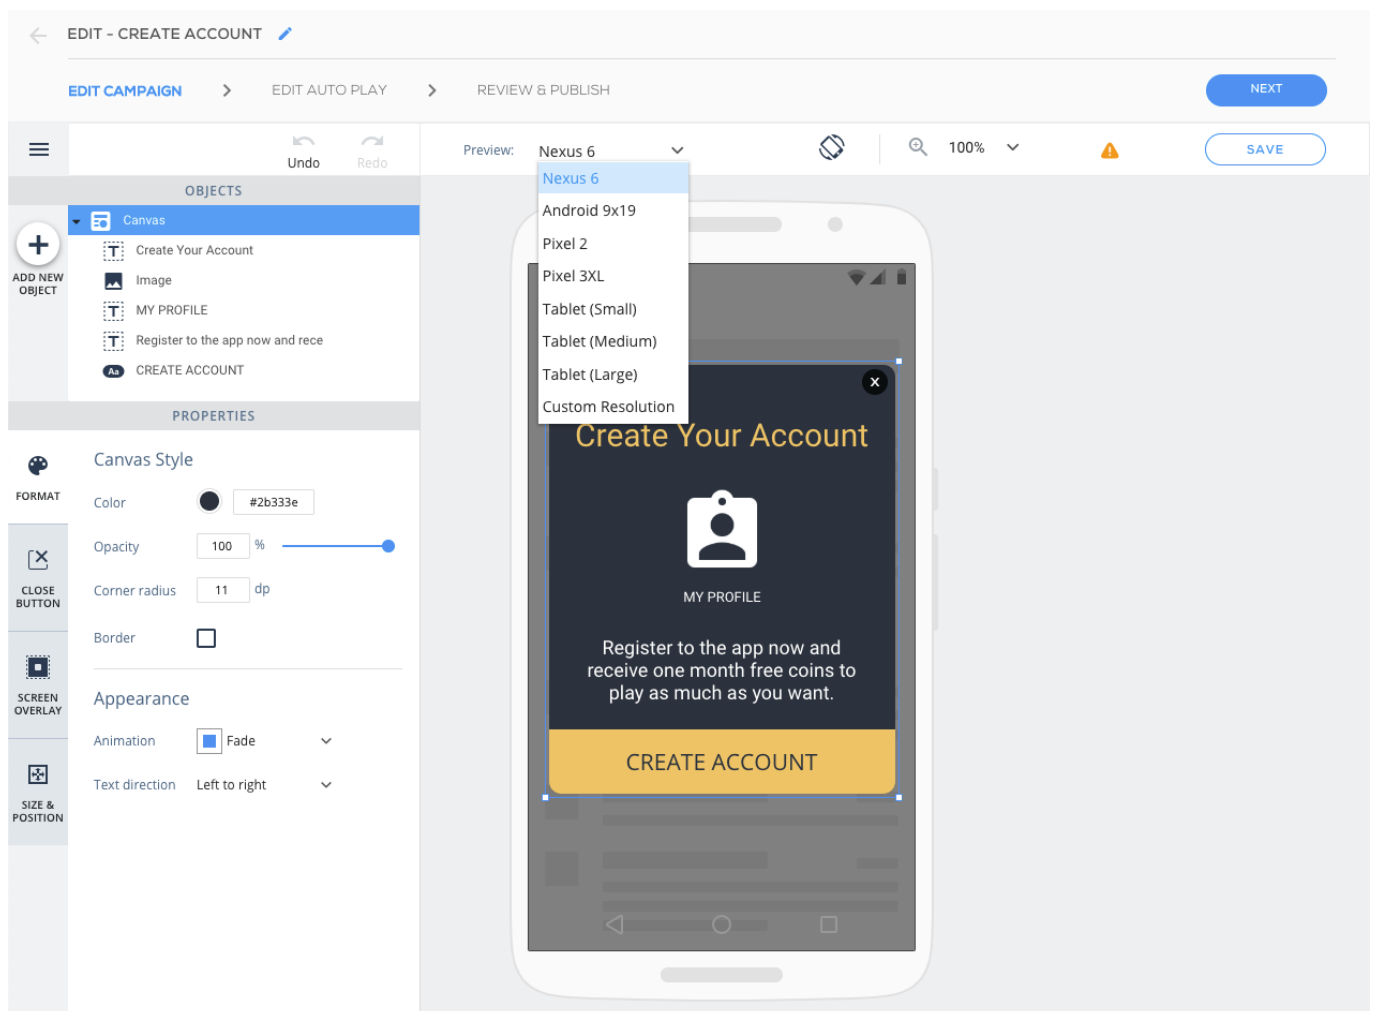 EDIT - CREATE ACCOUNT
EDIT CAMPAIGN
EDIT AUTO PLAY
REVIEW & PUBLISH
NEXT
Undo
Redo
Preview:
Nexus 6
100%
SAVE
OBJECTS
ADD NEW
OBJECT
Canvas
Create Your Account
Image
MY PROFILE
Register to the app now and rece
Aa
CREATE ACCOUNT
PROPERTIES
FORMAT
CLOSE
BUTTON
SCREEN
OVERLAY
SIZE &
POSITION
Canvas Style
Color
#2b333e
Opacity
100 %
Corner radius
11 dp
Border
Appearance
Animation
Fade
Text direction
Left to right
Nexus 6
Android 9x19
Pixel 2
Pixel 3XL
Tablet (Small)
Tablet (Medium)
Tablet (Large)
Custom Resolution
Create Your Account
MY PROFILE
Register to the app now and
receive one month free coins to
play as much as you want.
CREATE ACCOUNT